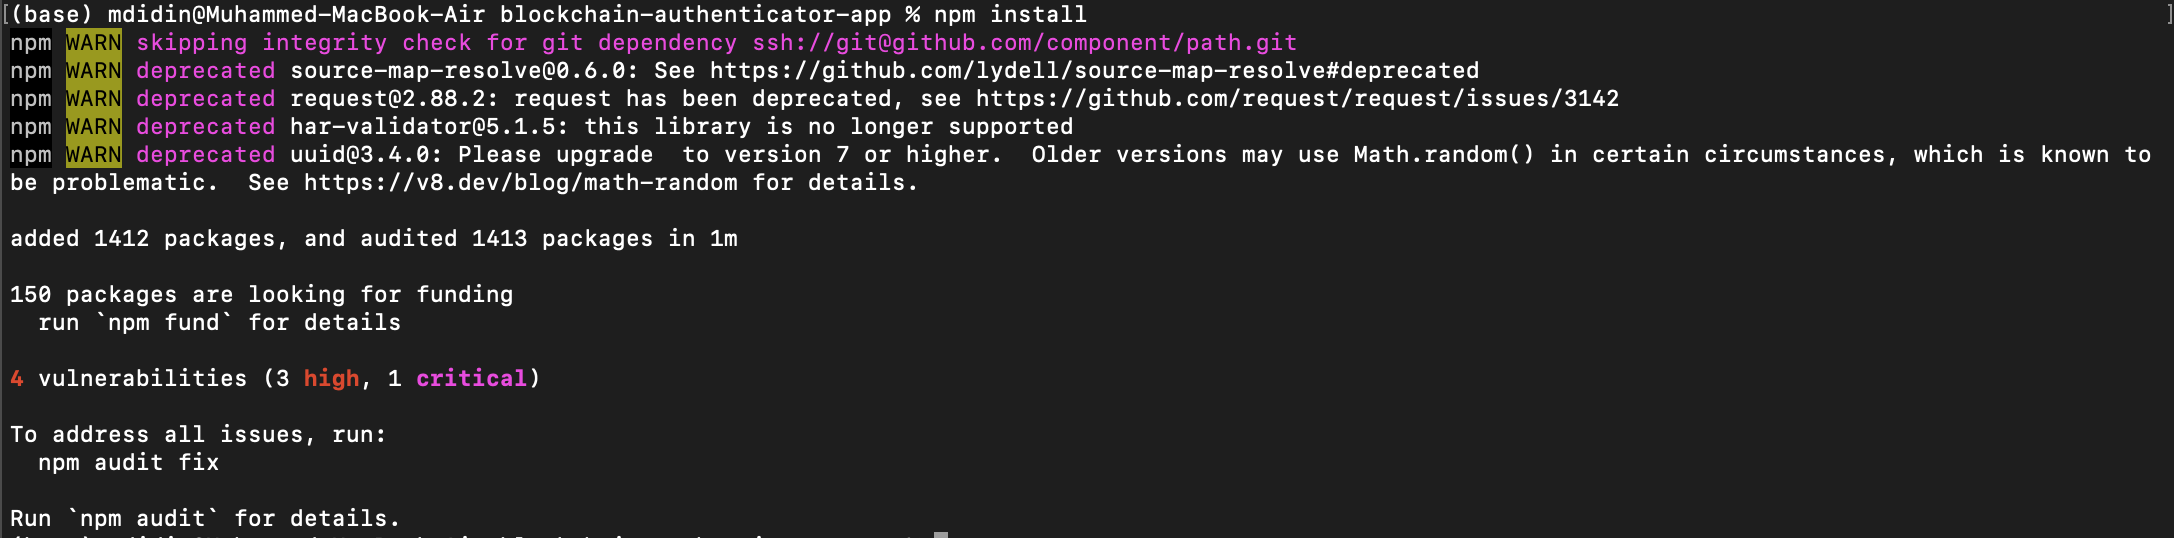 [(base) mdidin@Muhammed-MacBook-Air blockchain-authenticator-app % npm install ]
npm WARN skipping integrity check for git dependency ssh://git@github.com/component/path.git
npm WARN deprecated source-map-resolve@0.6.0: See https://github.com/lydell/source-map-resolve#deprecated
npm WARN deprecated request@2.88.2: request has been deprecated, see https://github.com/request/request/issues/3142
npm WARN deprecated har-validator@5.1.5: this library is no longer supported
npm WARN deprecated uuid@3.4.0: Please upgrade  to version 7 or higher.  Older versions may use Math.random() in certain circumstances, which is known to
be problematic.  See https://v8.dev/blog/math-random for details.
added 1412 packages, and audited 1413 packages in 1m
150 packages are looking for funding
  run `npm fund` for details
4 vulnerabilities (3 high, 1 critical)
To address all issues, run:
  npm audit fix
Run `npm audit` for details.